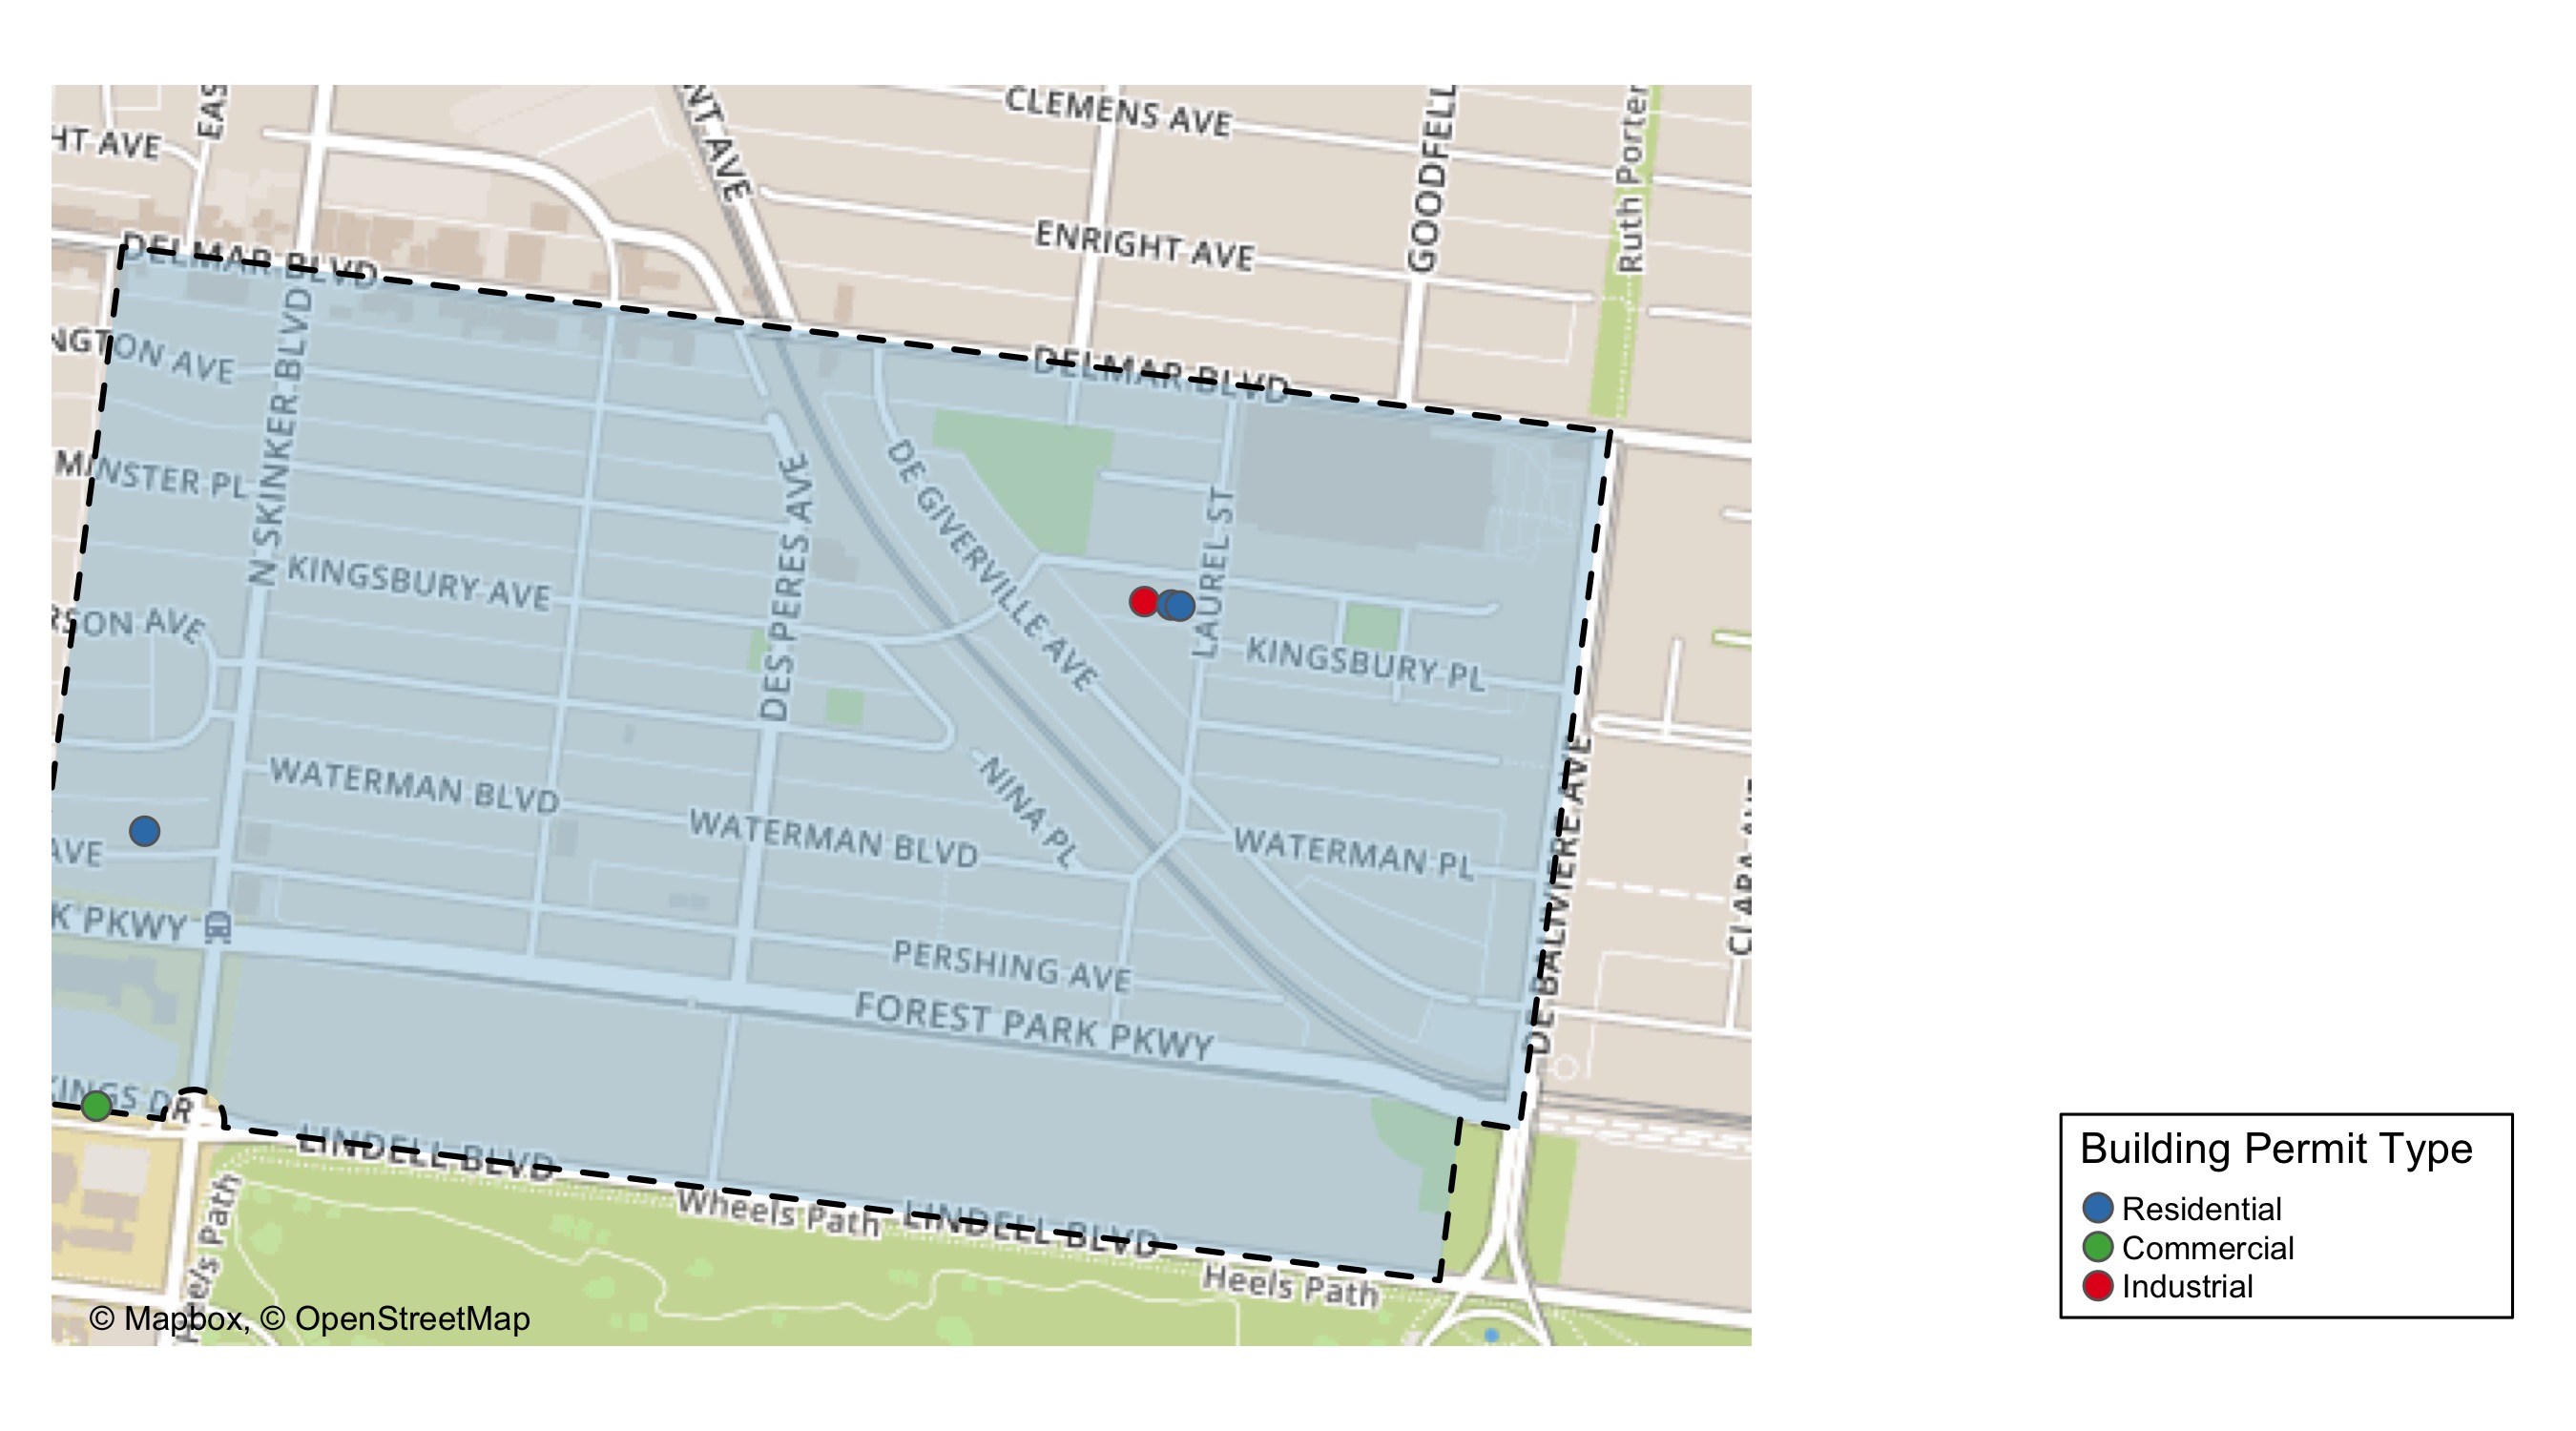 EAS
HT AVE
NT AVE
CLEMENS AVE
GOODFELL
Ruth Porter
ENRIGHT AVE
DELMAR BLVD
DELMAR BLVD
NGTON AVE
N SKINKER BLVD
MINSTER PL
DES PERES AVE
DE GIVERVILLE AVE
LAUREL ST
KINGSBURY AVE
RSON AVE
KINGSBURY PL
WATERMAN BLVD
WATERMAN BLVD
NINA PL
WATERMAN PL
AVE
DE BALIVIERE AVE
CLARA AVE
K PKWY
PERSHING AVE
FOREST PARK PKWY
KINGS DR
LINDELL BLVD
Wheels Path
LINDELL BLVD
Heels Path
Heels Path
© Mapbox, © OpenStreetMap
Building Permit Type
Residential
Commercial
Industrial